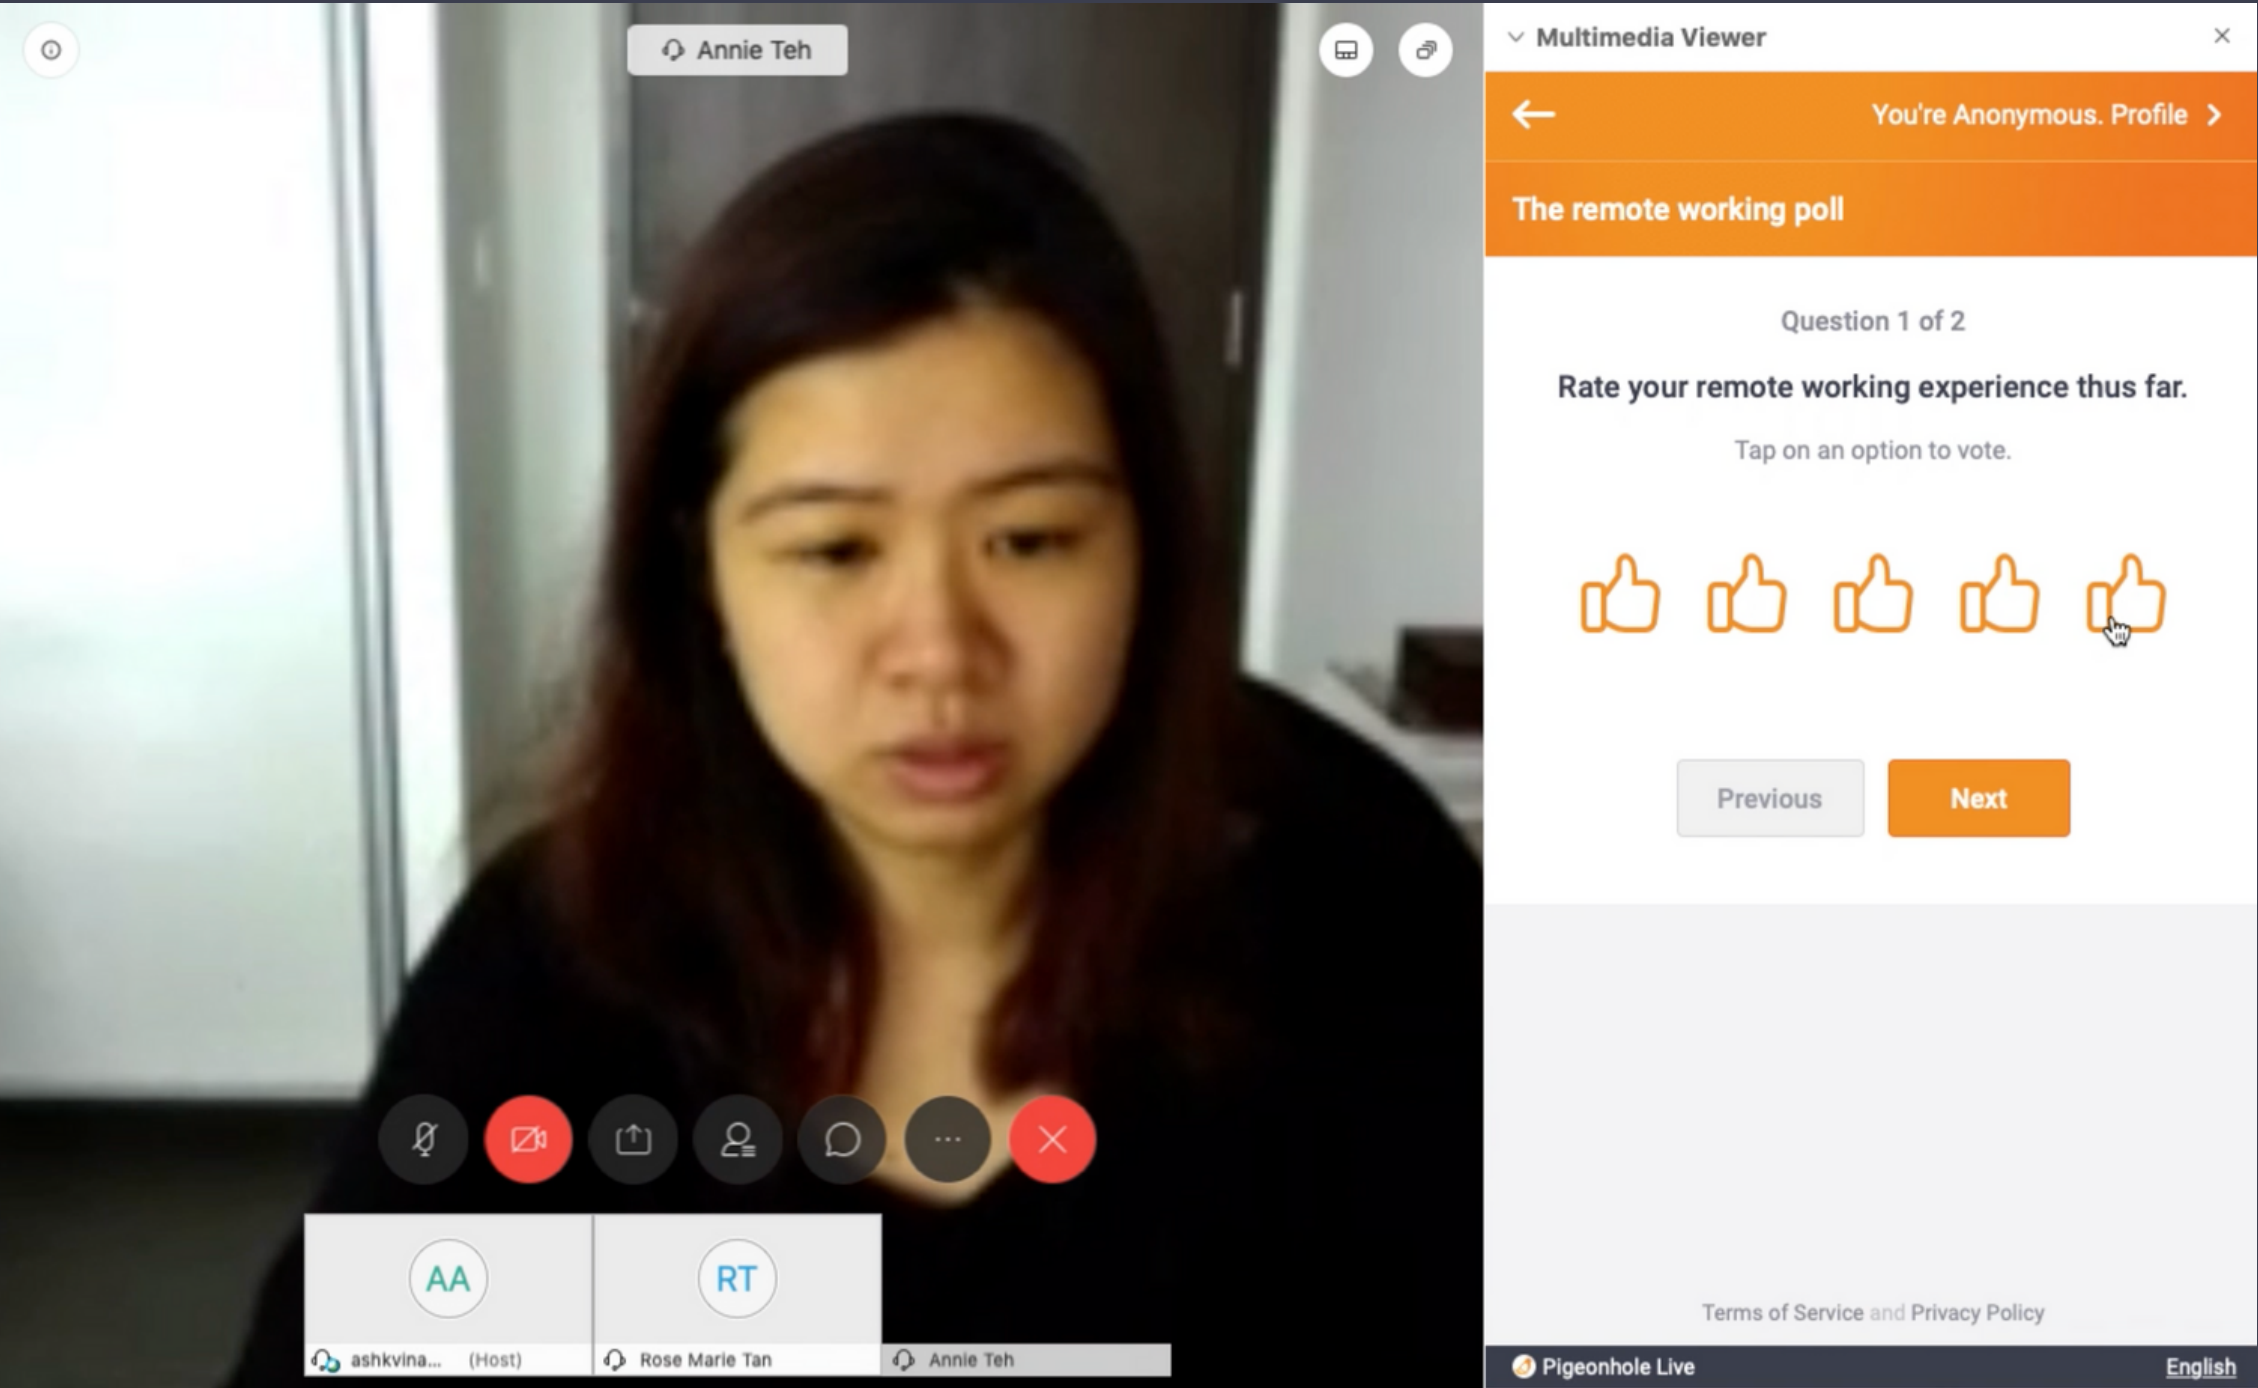 Annie Teh
Multimedia Viewer
You're Anonymous. Profile
The remote working poll
Question 1 of 2
Rate your remote working experience thus far.
Tap on an option to vote.
Previous
Next
AA
RT
ashkvina... (Host)
Rose Marie Tan
Annie Teh
Terms of Service and Privacy Policy
Pigeonhole Live
English